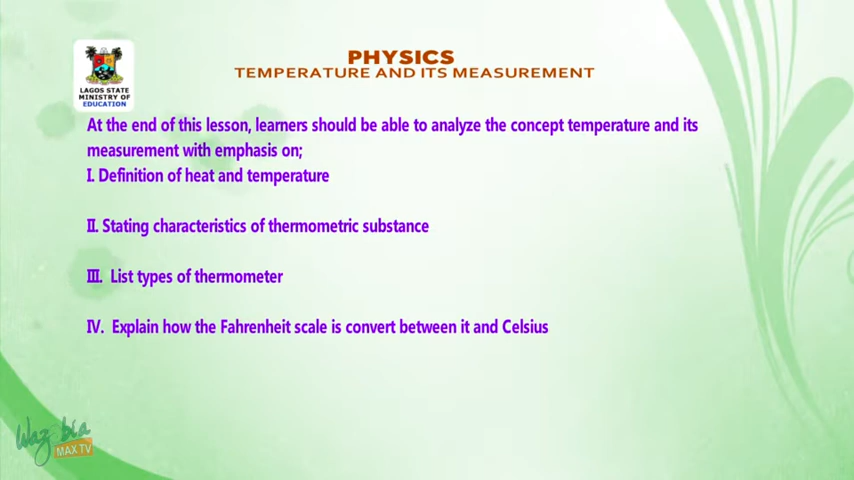 PHYSICS
TEMPERATURE AND ITS MEASUREMENT
LAGOS STATE
MINISTRY OF
EDUCATION
At the end of this lesson, learners should be able to analyze the concept temperature and its
measurement with emphasis on;
I. Definition of heat and temperature
II. Stating characteristics of thermometric substance
III. List types of thermometer
IV. Explain how the Fahrenheit scale is convert between it and Celsius
Wazobia
MAX TV